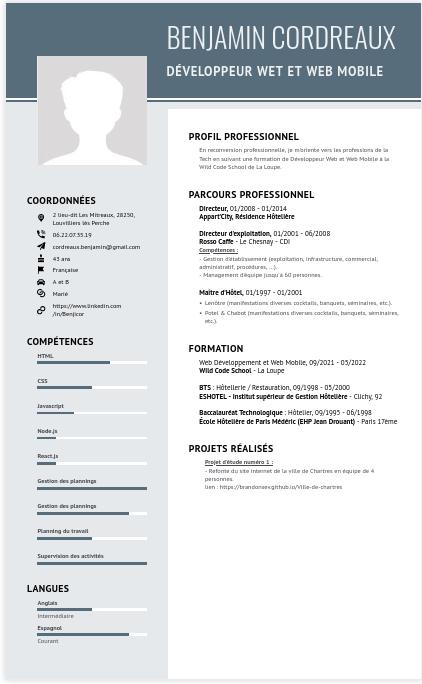 BENJAMIN CORDREAUX
DÉVELOPPEUR WET ET WEB MOBILE
COORDONNÉES
2 lieu-dit Les Mitreaux, 28250,
Louvilliers lès Perche
06.22.07.35.19
cordreaux.benjamin@gmail.com
43 ans
Française
A et B
Marié
https://www.linkedin.com
/in/Benjicor
COMPÉTENCES
HTML
CSS
Javascript
Node.js
React.js
Gestion des plannings
Gestion des plannings
Planning du travail
Supervision des activités
LANGUES
Anglais
Intermédiaire
Espagnol
Courant
PROFIL PROFESSIONNEL
En reconversion professionnelle, je m'oriente vers les professions de la
Tech en suivant une formation de Développeur Web et Web Mobile à la
Wild Code School de La Loupe.
PARCOURS PROFESSIONNEL
Directeur, 01/2008 - 01/2014
Appart'City, Résidence Hôtelière
Directeur d'exploitation, 01/2001 - 06/2008
Rosso Caffe - Le Chesnay - CDI
Compétences :
- Gestion d'établissement (exploitation, infrastructure, commercial,
administratif, procédures, ...).
- Management d'équipe jusqu'à 60 personnes.
Maître d'Hôtel, 01/1997 - 01/2001
• Lenôtre (manifestations diverses cocktails, banquets, séminaires, etc.).
• Potel & Chabot (manifestations diverses cocktails, banquets, séminaires,
etc.).
FORMATION
Web Développement et Web Mobile, 09/2021 - 05/2022
Wild Code School - La Loupe
BTS : Hôtellerie / Restauration, 09/1998 - 05/2000
ESHOTEL - Institut supérieur de Gestion Hôtelière - Clichy, 92
Baccalauréat Technologique : Hôtelier, 09/1995 - 06/1998
École Hôtelière de Paris Médéric (EHP Jean Drouant) - Paris 17ème
PROJETS RÉALISÉS
Projet d'étude numéro 1 :
- Refonte du site internet de la ville de Chartres en équipe de 4
personnes.
lien : https://brandonsev.github.io/Ville-de-chartres